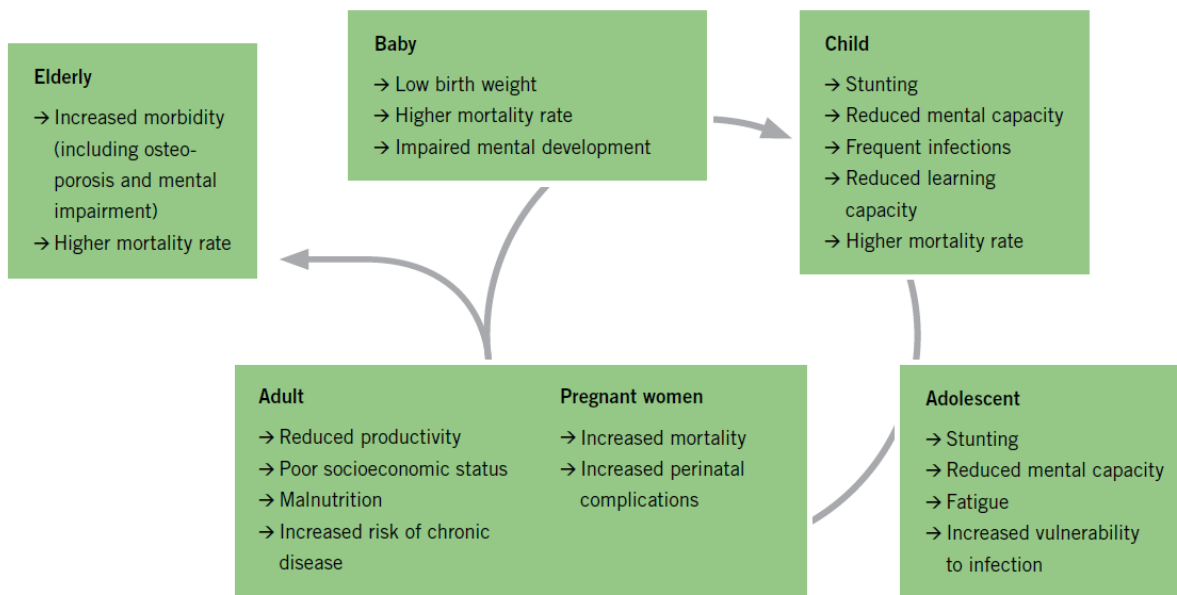 Elderly
→ Increased morbidity
(including osteo-
porosis and mental
impairment)
→ Higher mortality rate
Baby
→ Low birth weight
→ Higher mortality rate
→ Impaired mental development
Child
→ Stunting
→ Reduced mental capacity
→ Frequent infections
→ Reduced learning
capacity
→ Higher mortality rate
Adult
→ Reduced productivity
→ Poor socioeconomic status
→ Malnutrition
→ Increased risk of chronic
disease
Pregnant women
→ Increased mortality
→ Increased perinatal
complications
Adolescent
→ Stunting
→ Reduced mental capacity
→ Fatigue
→ Increased vulnerability
to infection